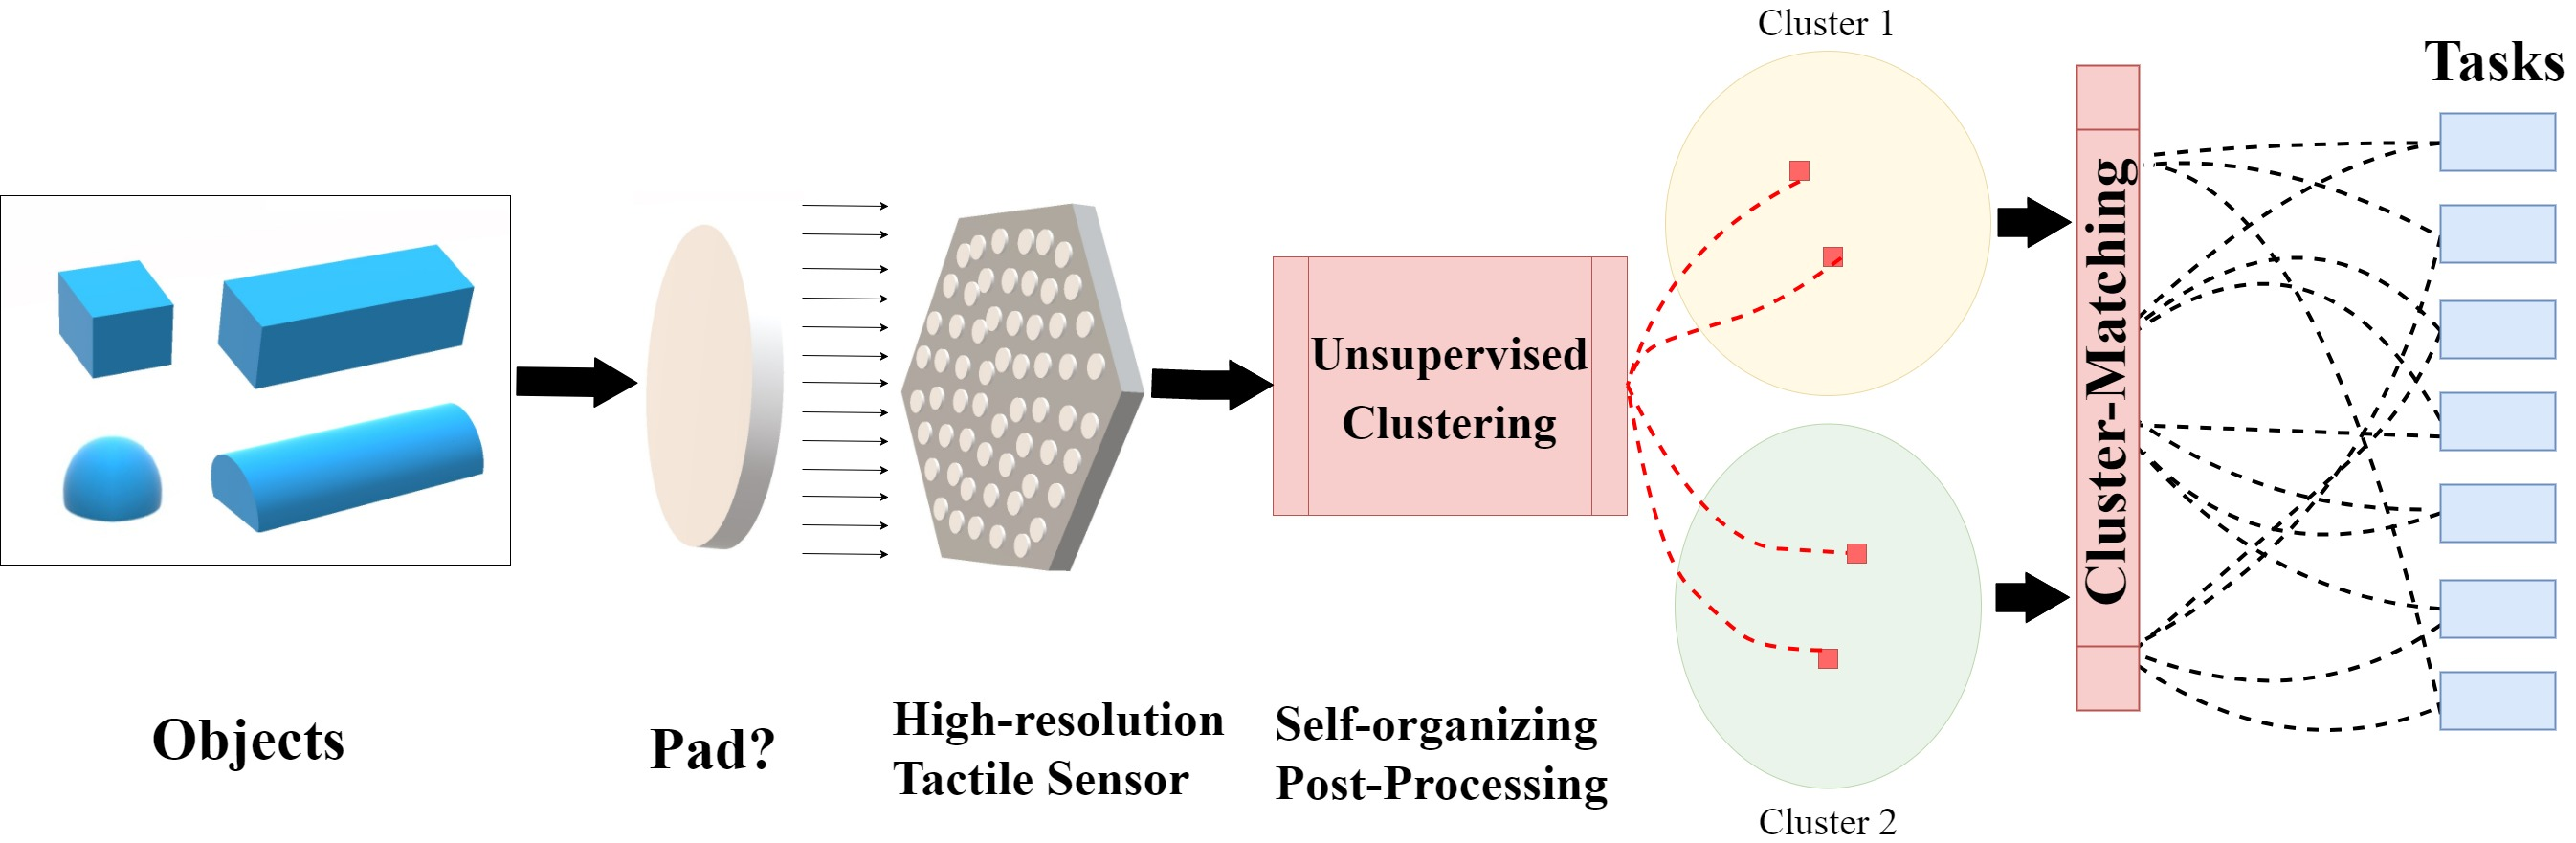 Cluster 1
Tasks
Cluster-Matching
Unsupervised
Clustering
Objects
Pad?
High-resolution
Tactile Sensor
Self-organizing
Post-Processing
Cluster 2